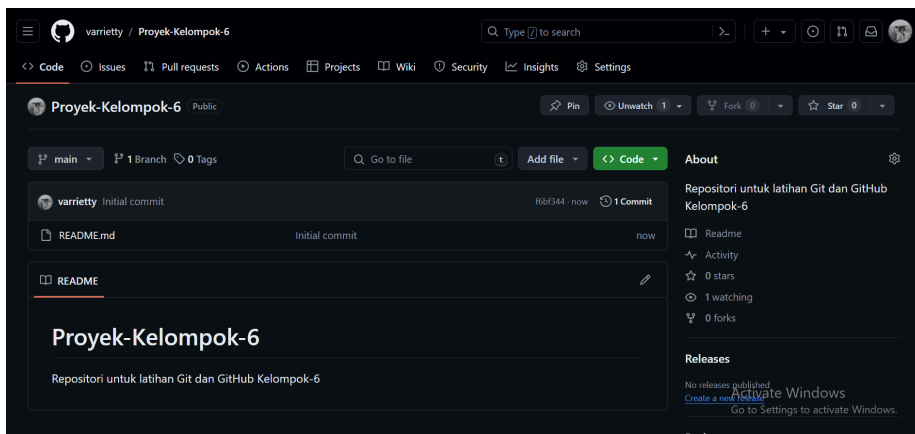 varrietty / Proyek-Kelompok-6 Type / to search
Code Issues Pull requests Actions Projects Wiki Security Insights Settings
Proyek-Kelompok-6 Public Pin Unwatch 1 Fork 0 Star 0
main 1 Branch 0 Tags Go to file t Add file Code
varrietty Initial commit f6bf344 · now 1 Commit
README.md Initial commit now
README
Proyek-Kelompok-6
Repositori untuk latihan Git dan GitHub Kelompok-6
About
Repositori untuk latihan Git dan GitHub
Kelompok-6
Readme
Activity
0 stars
1 watching
0 forks
Releases
No releases published
Create a new release
Activate Windows
Go to Settings to activate Windows.